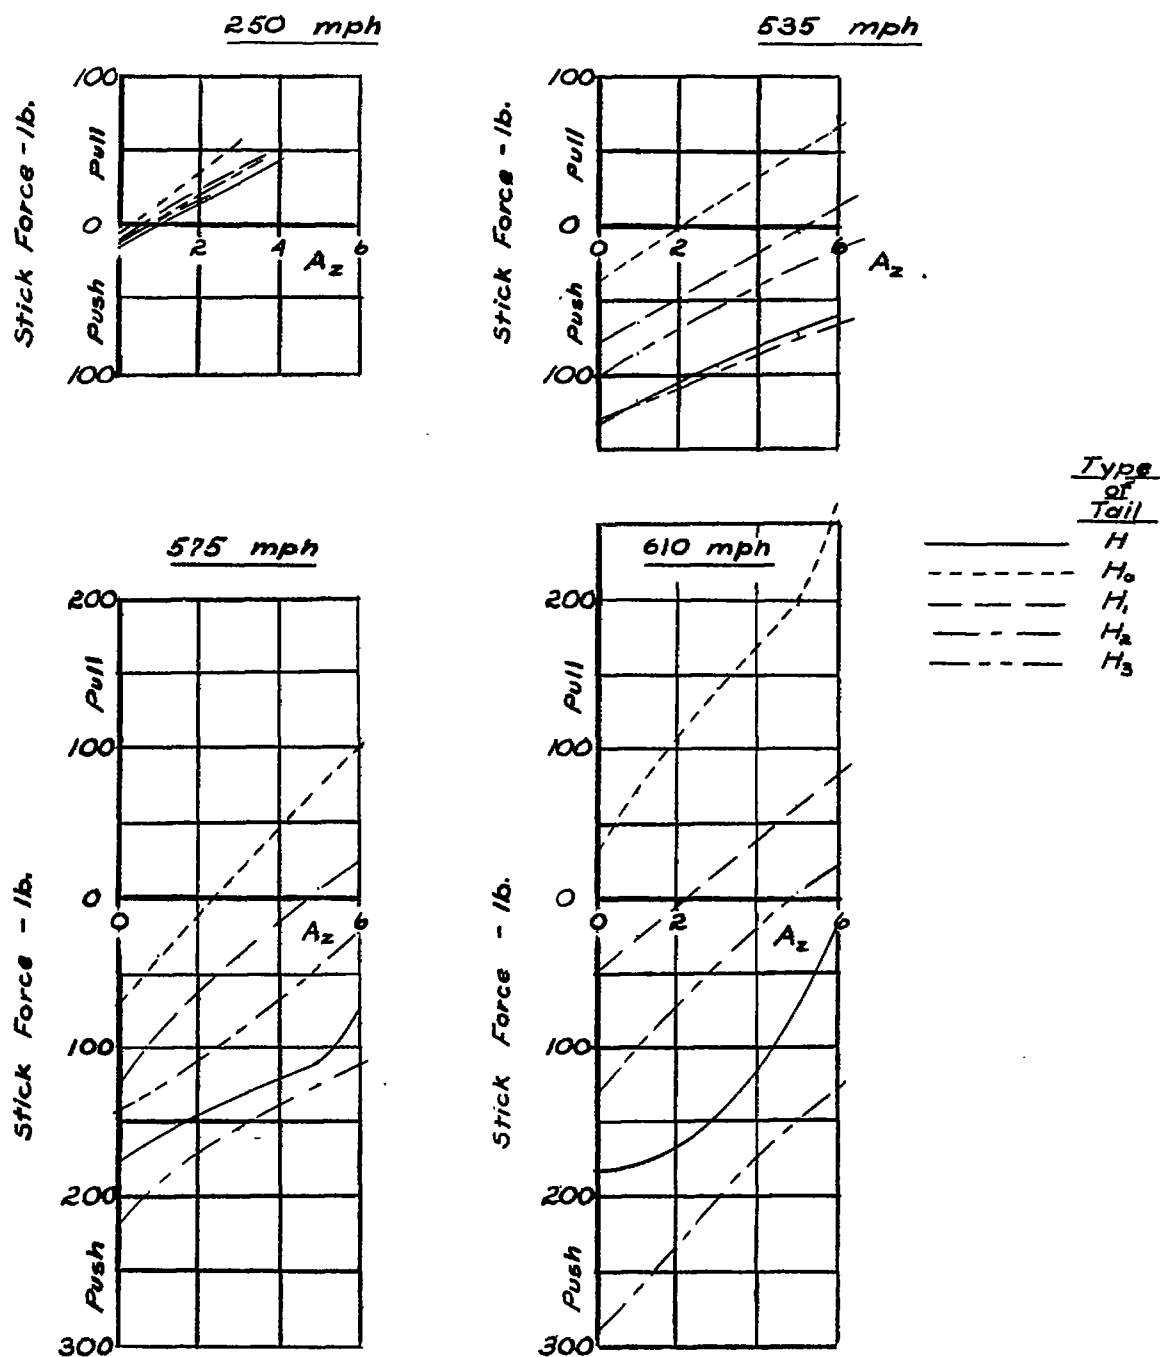 250 mph
100
Pull
0
Push
100
Stick Force - lb.
2
4
6
Az
535 mph
100
Pull
0
Push
100
Stick Force - lb.
0
2
6
Az
Type
of
Tail
H
H0
H1
H2
H3
575 mph
200
Pull
100
0
100
200
Push
300
Stick Force - lb.
0
Az
6
610 mph
200
Pull
100
0
100
200
Push
300
Stick Force - lb.
0
2
Az
6